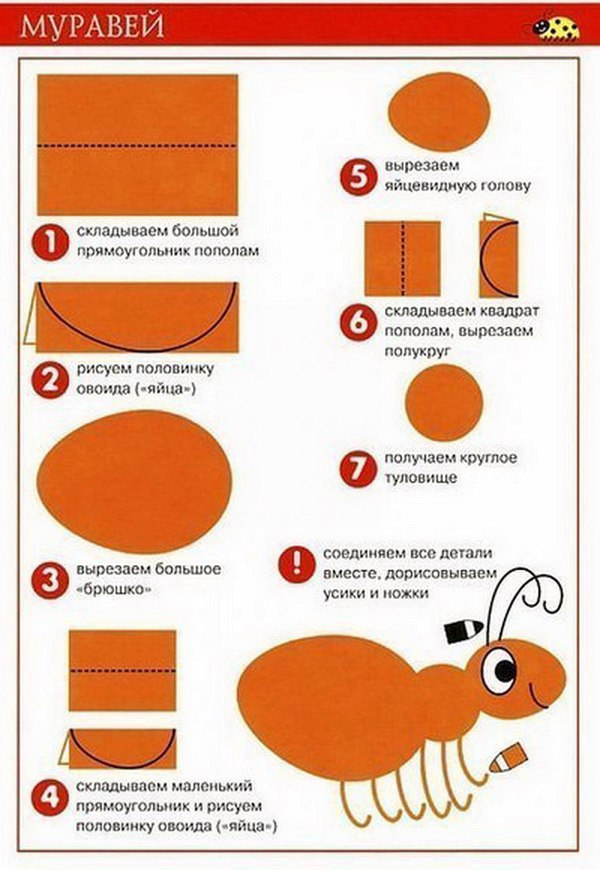 МУРАВЕЙ
1 складываем большой
прямоугольник пополам
2 рисуем половинку
овоида («яйца»)
3 вырезаем большое
«брюшко»
4 складываем маленький
прямоугольник и рисуем
половинку овоида («яйца»)
5 вырезаем
яйцевидную голову
6 складываем квадрат
пополам, вырезаем
полукруг
7 получаем круглое
туловище
! соединяем все детали
вместе, дорисовываем
усики и ножки